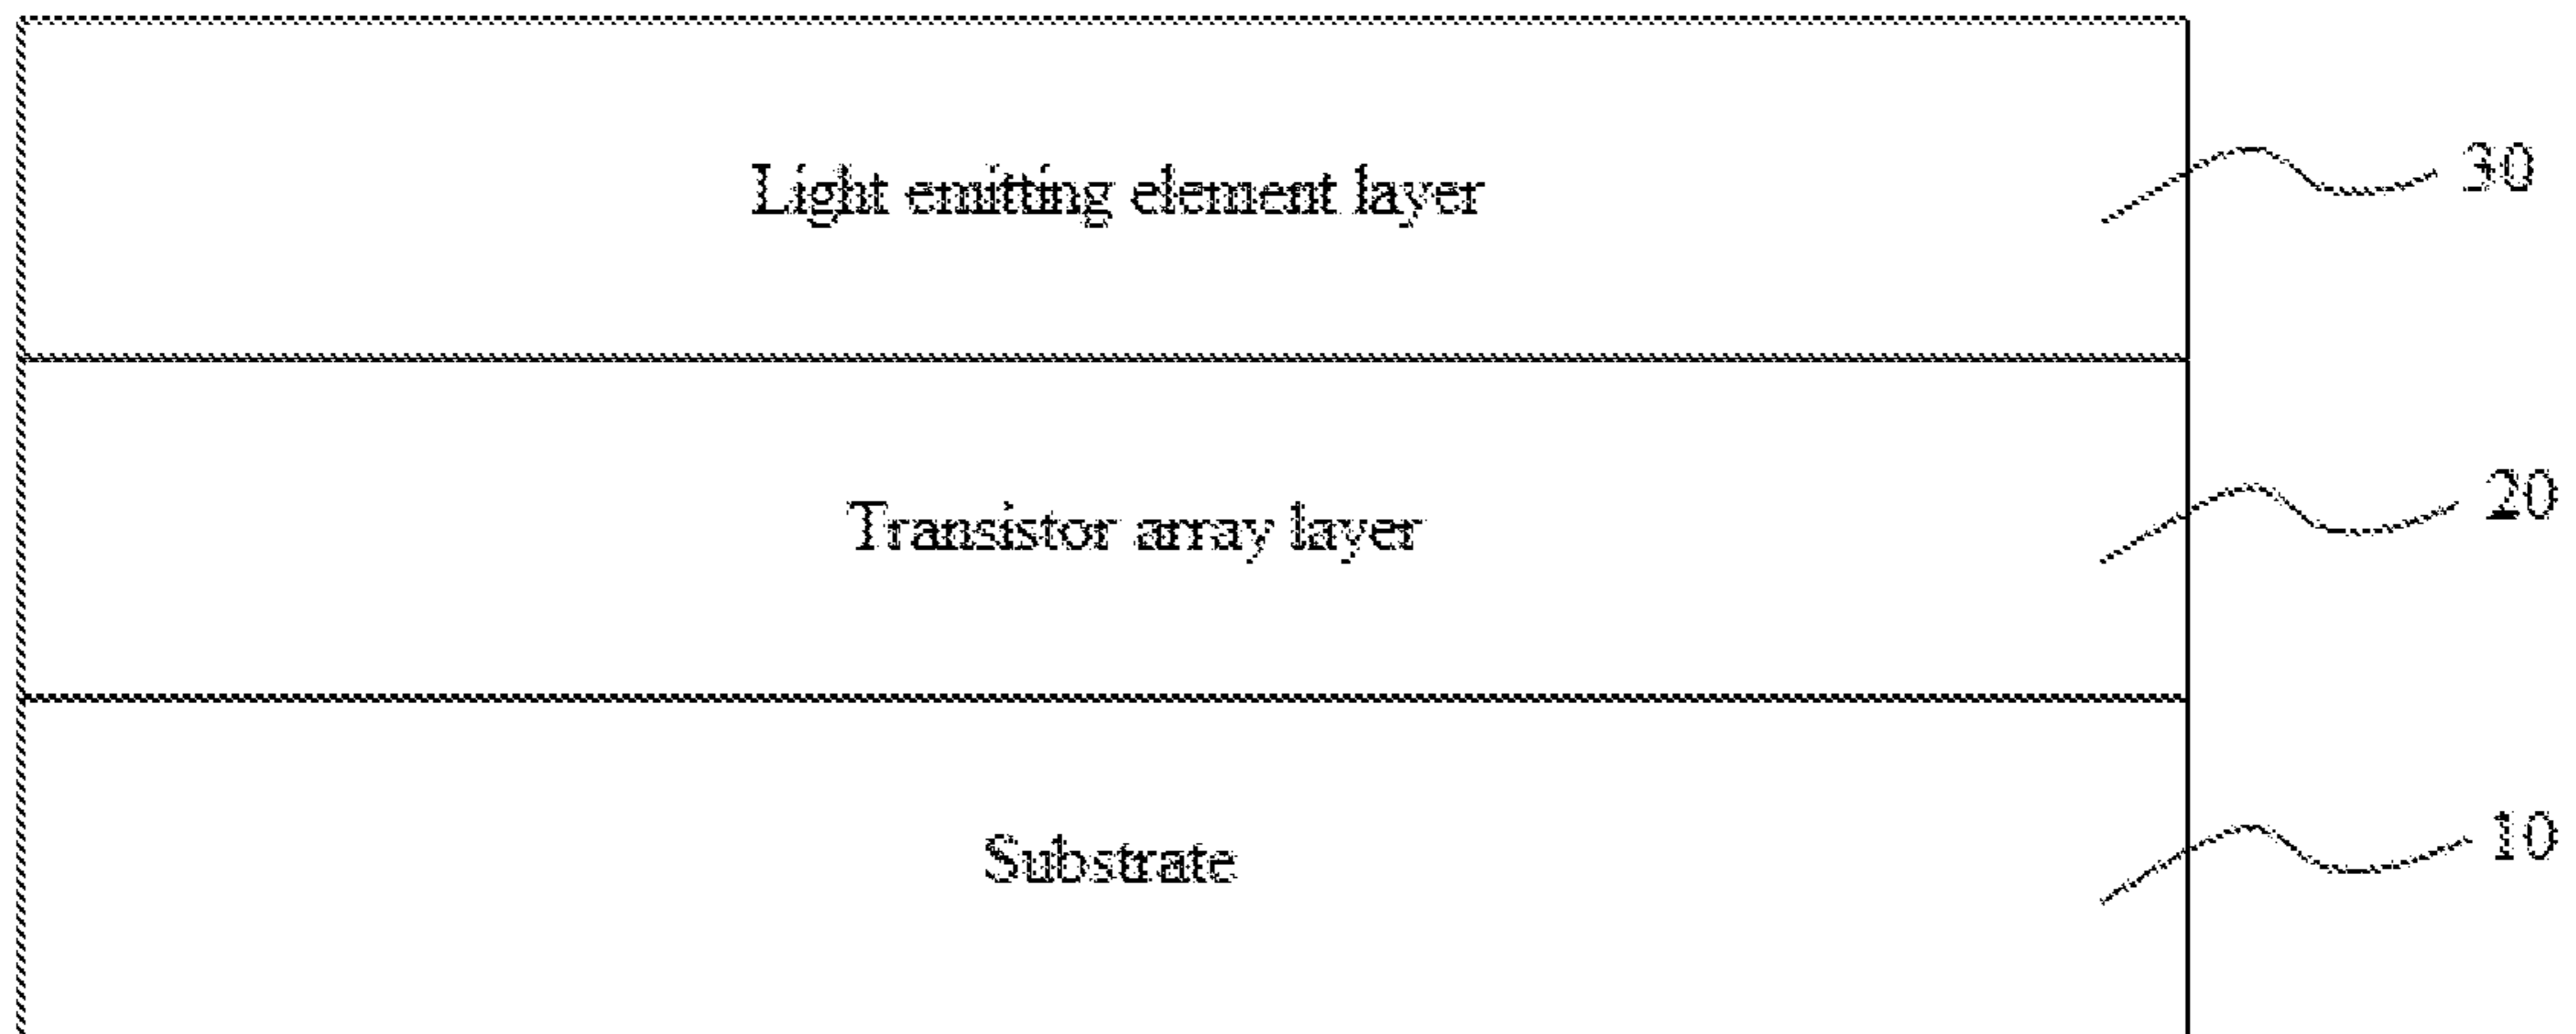 Light emitting element layer 30
Transistor array layer 20
Substrate 10